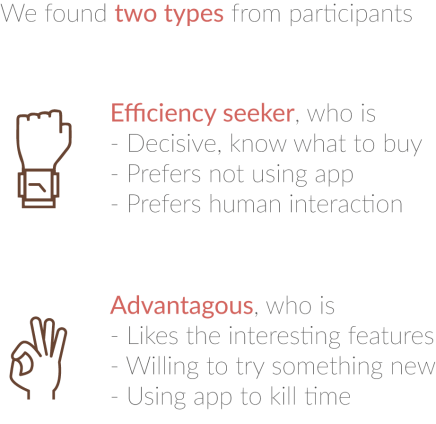 We found two types from participants
Efficiency seeker, who is
- Decisive, know what to buy
- Prefers not using app
- Prefers human interaction
Advantagous, who is
- Likes the interesting features
- Willing to try something new
- Using app to kill time